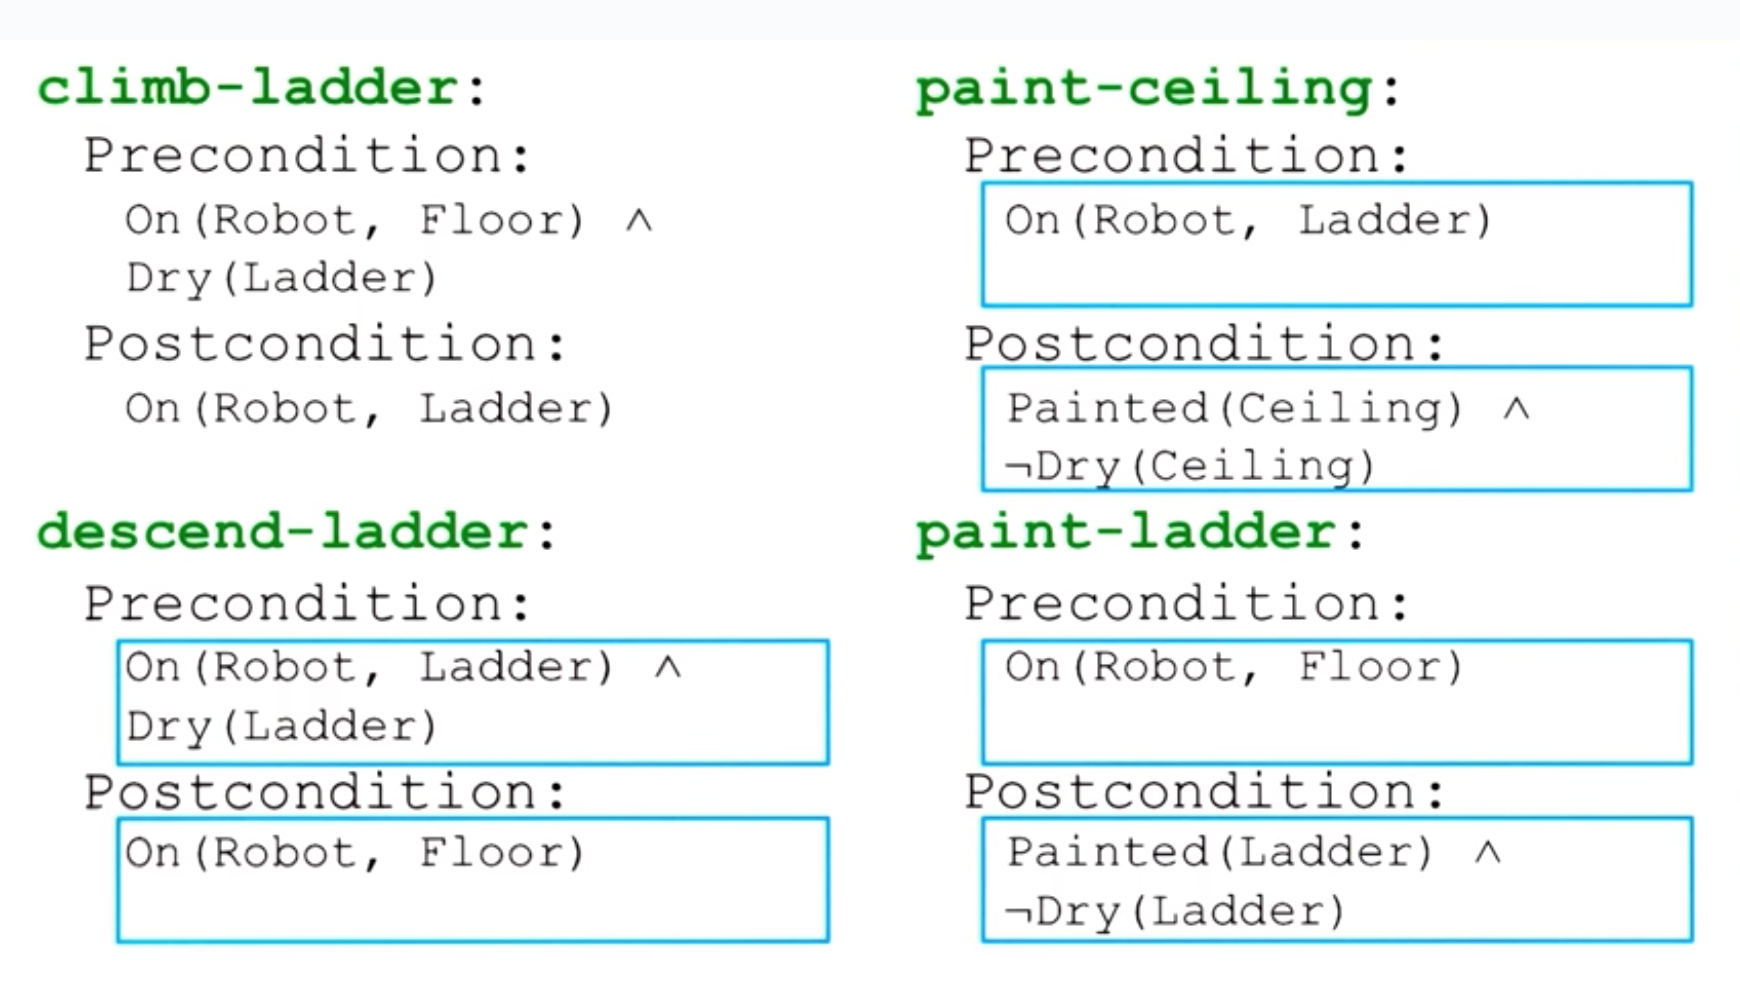 climb-ladder:
Precondition:
On(Robot, Floor) ∧
Dry(Ladder)
Postcondition:
On(Robot, Ladder)
descend-ladder:
Precondition:
On(Robot, Ladder) ∧
Dry(Ladder)
Postcondition:
On(Robot, Floor)
paint-ceiling:
Precondition:
On(Robot, Ladder)
Postcondition:
Painted(Ceiling) ∧
¬Dry(Ceiling)
paint-ladder:
Precondition:
On(Robot, Floor)
Postcondition:
Painted(Ladder) ∧
¬Dry(Ladder)